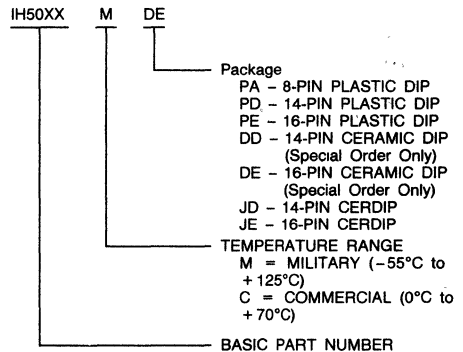 IH50XX M DE
Package
PA – 8-PIN PLASTIC DIP
PD – 14-PIN PLASTIC DIP
PE – 16-PIN PLASTIC DIP
DD – 14-PIN CERAMIC DIP
(Special Order Only)
DE – 16-PIN CERAMIC DIP
(Special Order Only)
JD – 14-PIN CERDIP
JE – 16-PIN CERDIP
TEMPERATURE RANGE
M = MILITARY (−55°C to
+125°C)
C = COMMERCIAL (0°C to
+70°C)
BASIC PART NUMBER